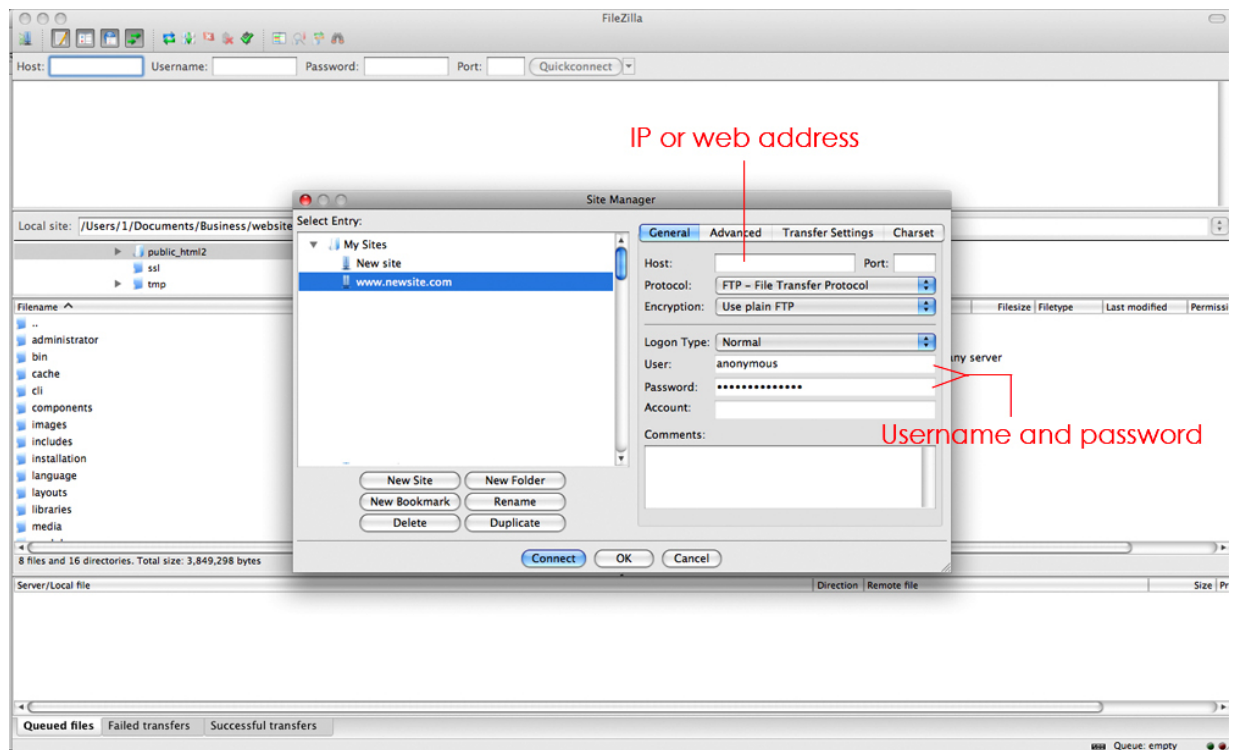 FileZilla
Host: Username: Password: Port: Quickconnect
IP or web address
Site Manager
Local site: /Users/1/Documents/Business/website
public_html2
ssl
tmp
Filename
..
administrator
bin
cache
cli
components
images
includes
installation
language
layouts
libraries
media
8 files and 16 directories. Total size: 3,849,298 bytes
Select Entry:
My Sites
New site
www.newsite.com
New Site New Folder
New Bookmark Rename
Delete Duplicate
General Advanced Transfer Settings Charset
Host: Port:
Protocol: FTP – File Transfer Protocol
Encryption: Use plain FTP
Logon Type: Normal
User: anonymous
Password: ••••••••••••••
Account:
Comments:
Connect OK Cancel
Filesize Filetype Last modified Permissi
any server
Username and password
Server/Local file Direction Remote file Size Pr
Queued files Failed transfers Successful transfers
Queue: empty